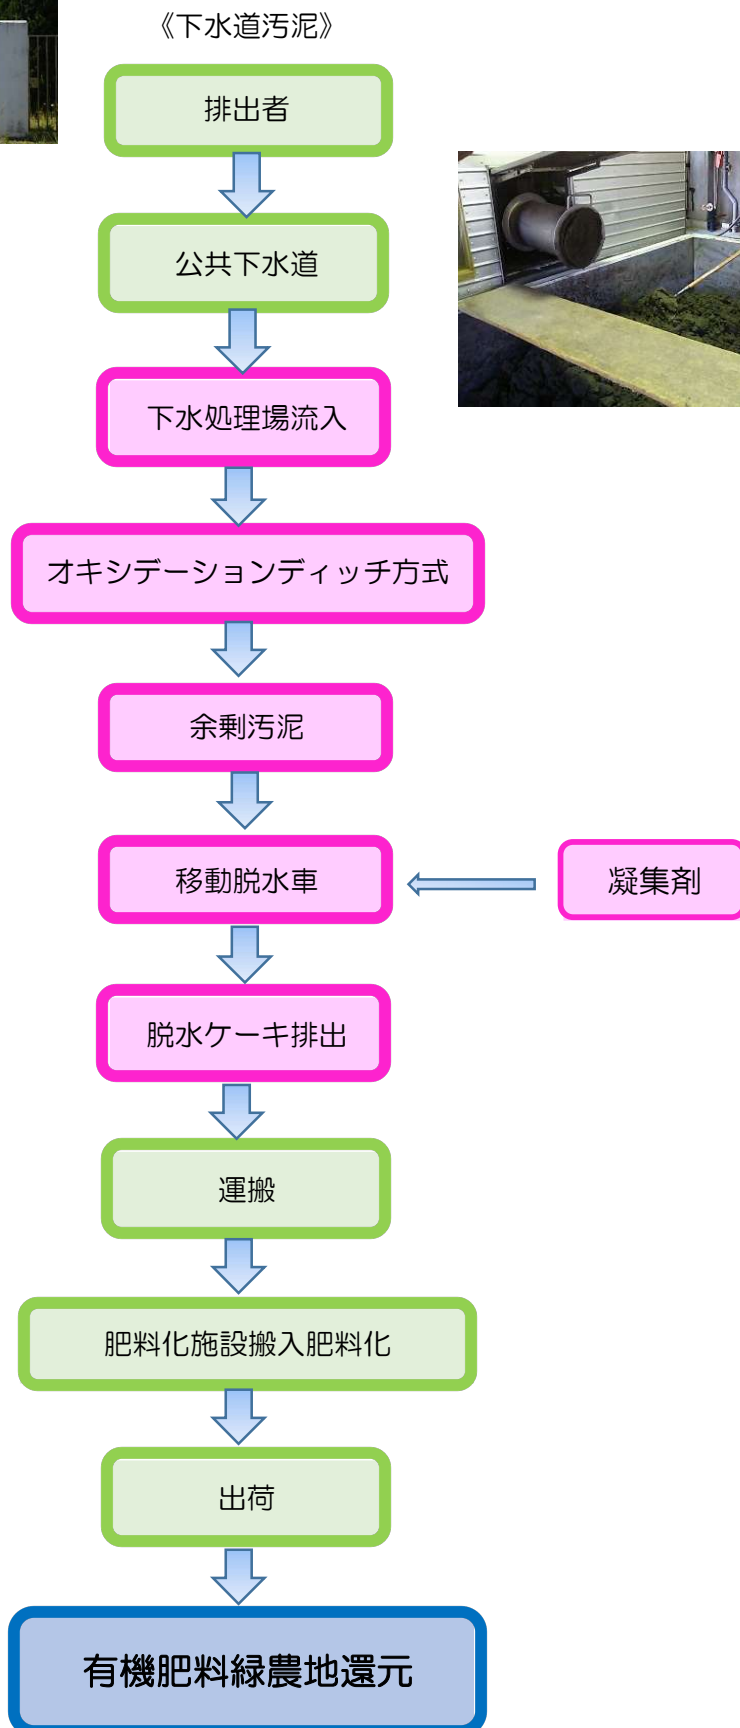 《下水道汚泥》
排出者
公共下水道
下水処理場流入
オキシデーションディッチ方式
余剰汚泥
移動脱水車
凝集剤
脱水ケーキ排出
運搬
肥料化施設搬入肥料化
出荷
有機肥料緑農地還元